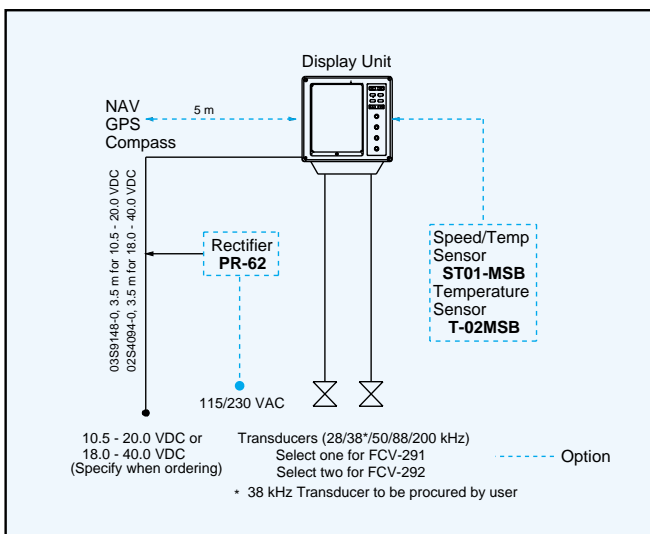 Display Unit
NAV
GPS
Compass
5 m
03S9148-0, 3.5 m for 10.5 - 20.0 VDC
02S4094-0, 3.5 m for 18.0 - 40.0 VDC
Rectifier
PR-62
Speed/Temp
Sensor
ST01-MSB
Temperature
Sensor
T-02MSB
115/230 VAC
10.5 - 20.0 VDC or
18.0 - 40.0 VDC
(Specify when ordering)
Transducers (28/38*/50/88/200 kHz)
Select one for FCV-291
Select two for FCV-292
* 38 kHz Transducer to be procured by user
Option